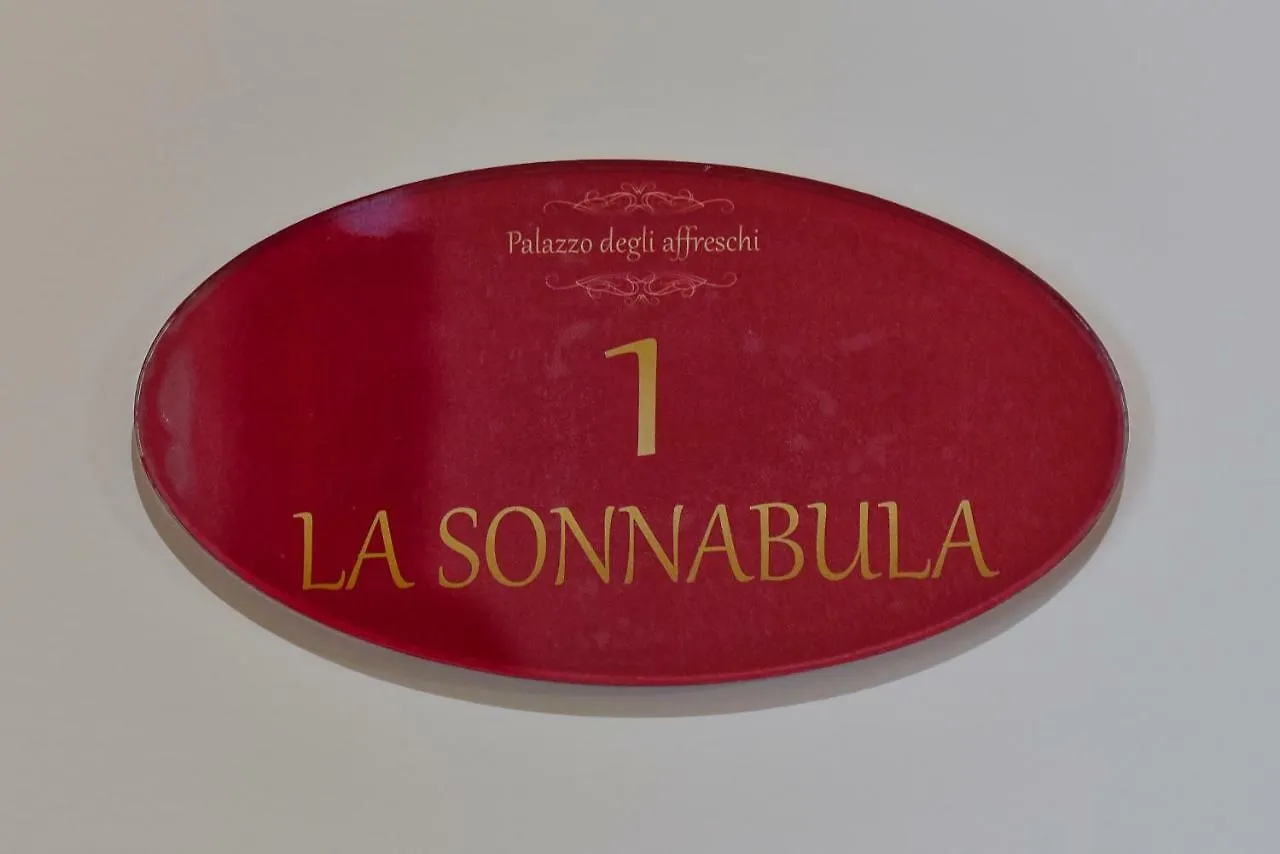 Palazzo degli affreschi
1
LA SONNABULA